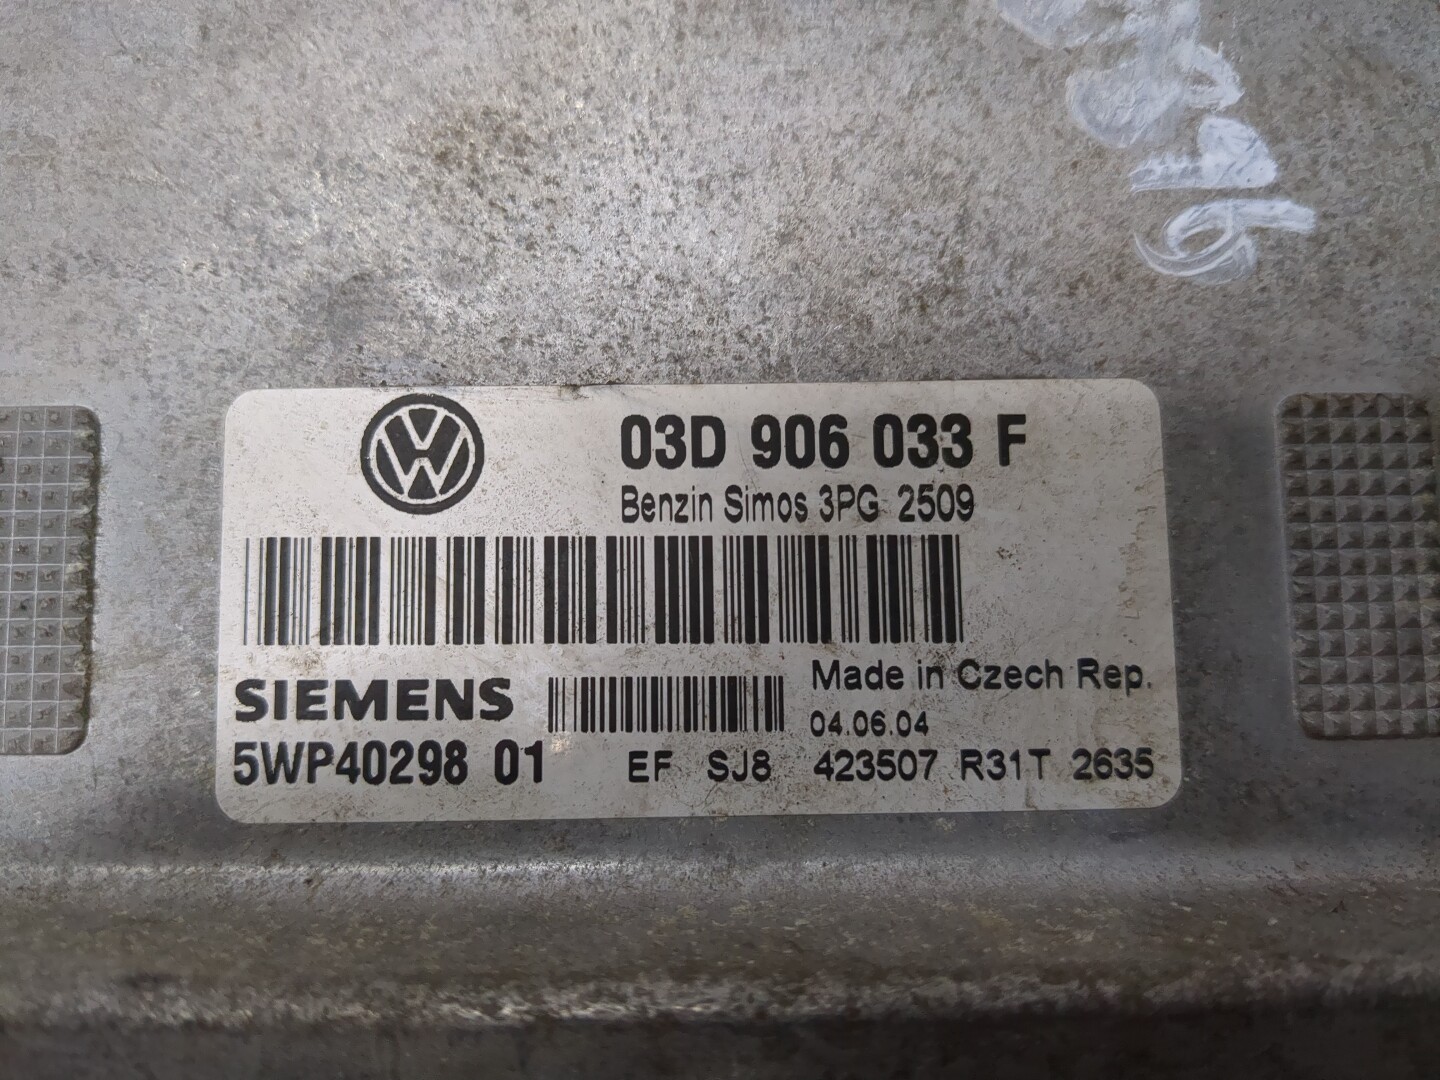 03D 906 033 F
Benzin Simos 3PG 2509
SIEMENS
Made in Czech Rep.
04.06.04
5WP40298 01
EF SJ8 423507 R31T 2635